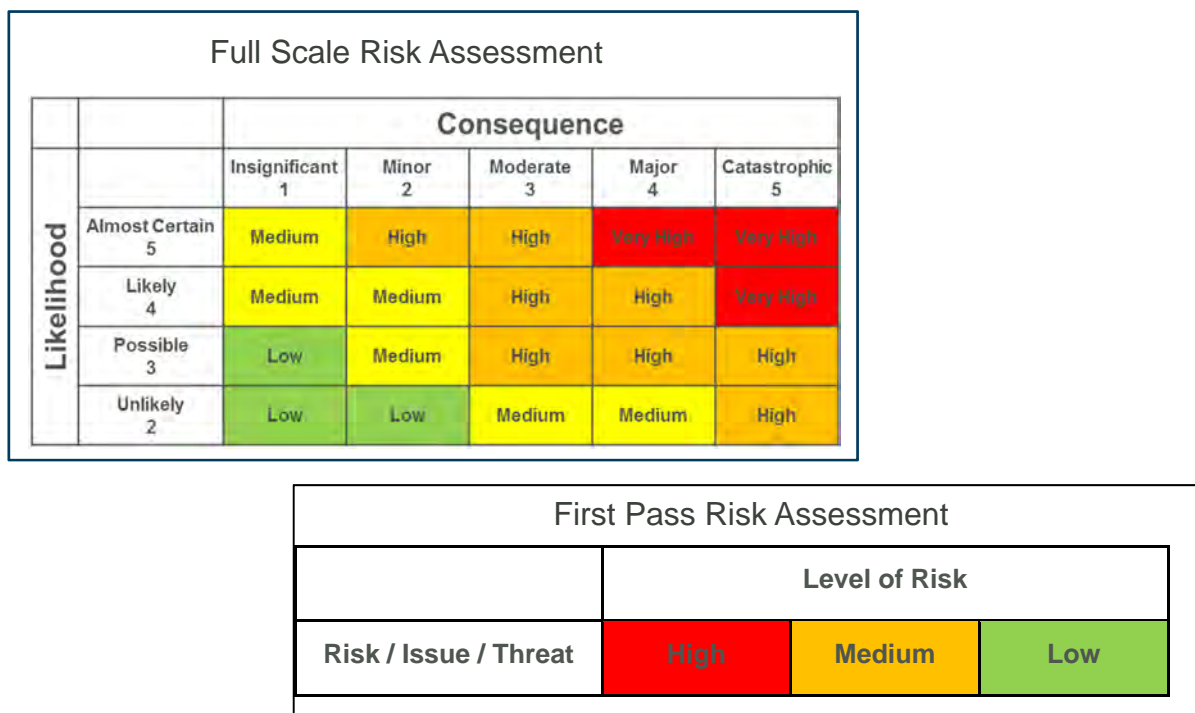 Full Scale Risk Assessment
Consequence
Insignificant Minor Moderate Major Catastrophic
1 2 3 4 5
Likelihood
Almost Certain
5
Medium High High Very High Very High
Likely
4
Medium Medium High High Very High
Possible
3
Low Medium High High High
Unlikely
2
Low Low Medium Medium High
First Pass Risk Assessment
Level of Risk
Risk / Issue / Threat High Medium Low